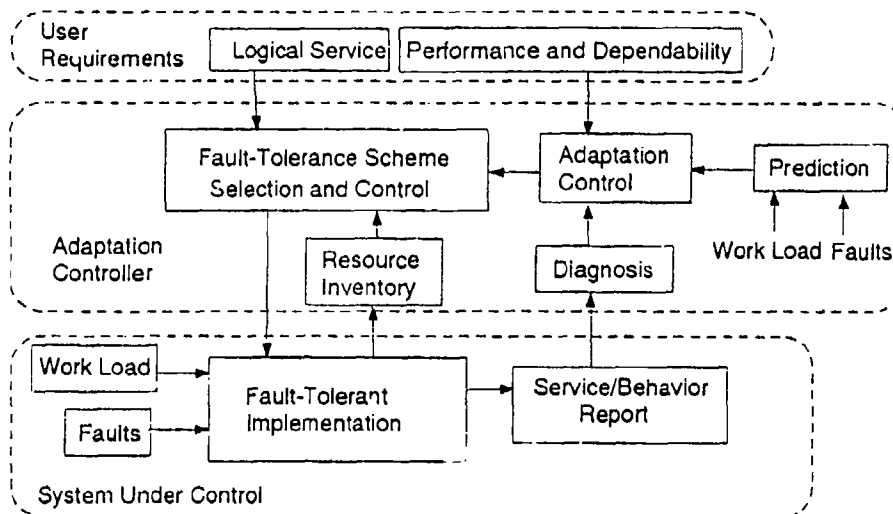 User
Requirements
Logical Service
Performance and Dependability
Fault-Tolerance Scheme
Selection and Control
Adaptation
Control
Prediction
Work Load Faults
Adaptation
Controller
Resource
Inventory
Diagnosis
Work Load
Faults
Fault-Tolerant
Implementation
Service/Behavior
Report
System Under Control